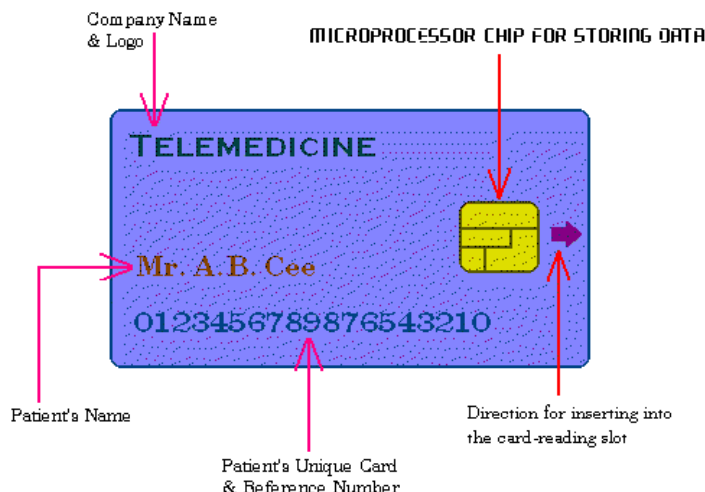 Company Name
& Logo
MICROPROCESSOR CHIP FOR STORING DATA
TELEMEDICINE
Mr. A.B. Cee
0123456789876543210
Patient's Name
Direction for inserting into
the card-reading slot
Patient's Unique Card
& Reference Number